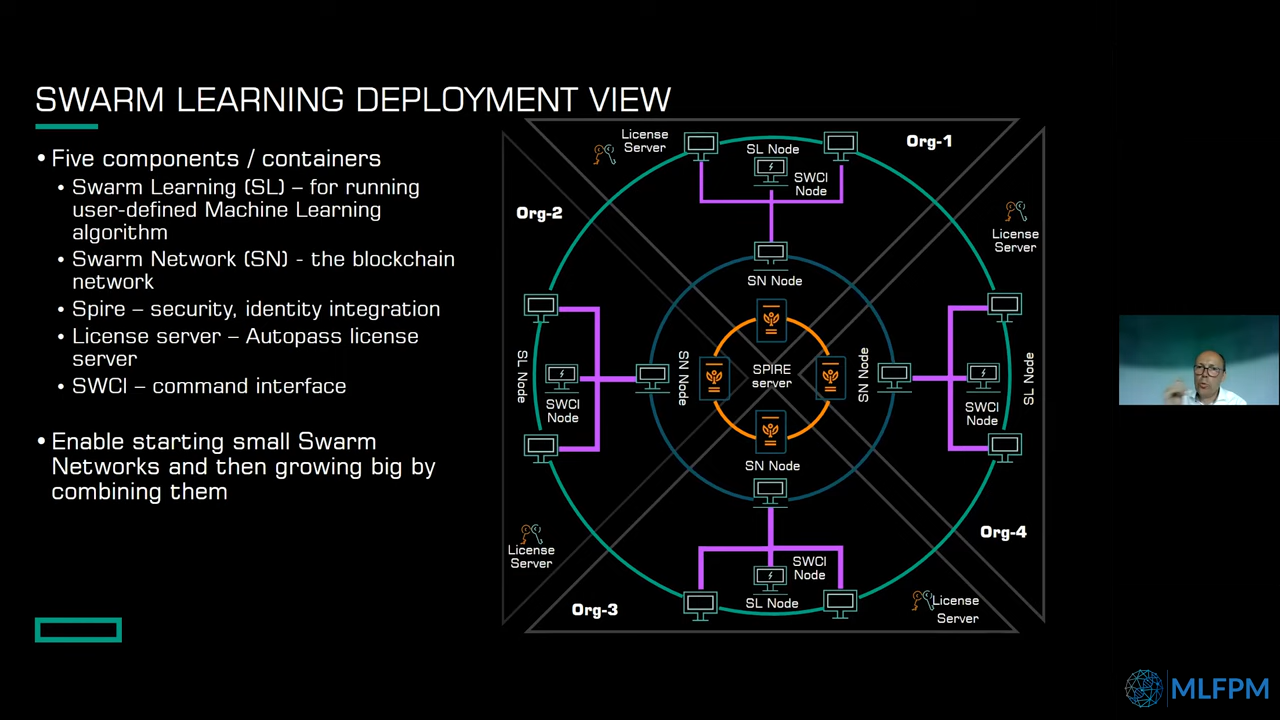 SWARM LEARNING DEPLOYMENT VIEW
• Five components / containers
• Swarm Learning (SL) – for running
user-defined Machine Learning
algorithm
• Swarm Network (SN) - the blockchain
network
• Spire – security, identity integration
• License server – Autopass license
server
• SWCI – command interface
• Enable starting small Swarm
Networks and then growing big by
combining them
License
Server
SL Node
SWCI
Node
Org-1
Org-2
License
Server
SN Node
SL Node
SWCI
Node
SN Node
SPIRE
server
SN Node
SWCI
Node
SL Node
SN Node
License
Server
SWCI
Node
SL Node
Org-3
Org-4
License
Server
MLFPM